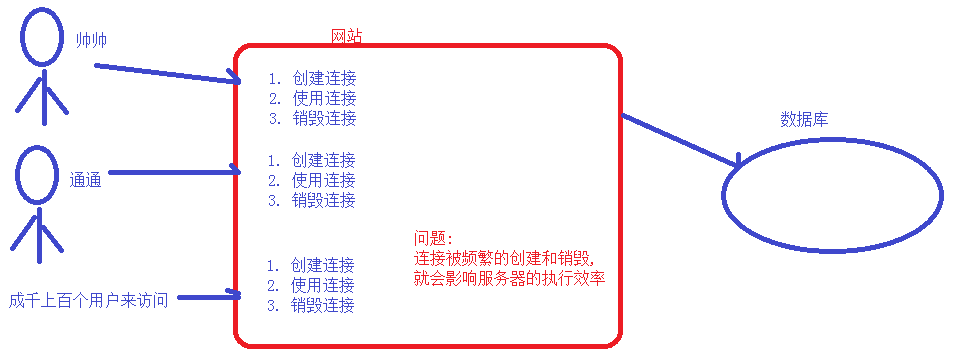 帅帅
网站
1. 创建连接
2. 使用连接
3. 销毁连接
数据库
通通
1. 创建连接
2. 使用连接
3. 销毁连接
问题:
连接被频繁的创建和销毁,
就会影响服务器的执行效率
成千上百个用户来访问
1. 创建连接
2. 使用连接
3. 销毁连接